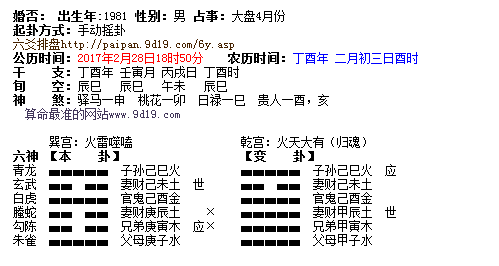 婚否： 出生年:1981 性别：男 占事：大盘4月份
起卦方式：手动摇卦
六爻排盘http://paipan.9d19.com/6y.asp
公历时间：2017年2月28日18时50分 农历时间：丁酉年 二月初三日酉时
干 支：丁酉年 壬寅月 丙戌日 丁酉时
旬 空：辰巳 辰巳 午未 辰巳
神 煞：驿马—申 桃花—卯 日禄—巳 贵人—酉，亥
算命最准的网站www.9d19.com
巽宫：火雷噬嗑 乾宫：火天大有（归魂）
六神 【本 卦】 【变 卦】
青龙 子孙己巳火 子孙己巳火 应
玄武 妻财己未土 世 妻财己未土
白虎 官鬼己酉金 官鬼己酉金
螣蛇 妻财庚辰土 × 妻财甲辰土 世
勾陈 兄弟庚寅木 应× 兄弟甲寅木
朱雀 父母庚子水 父母甲子水